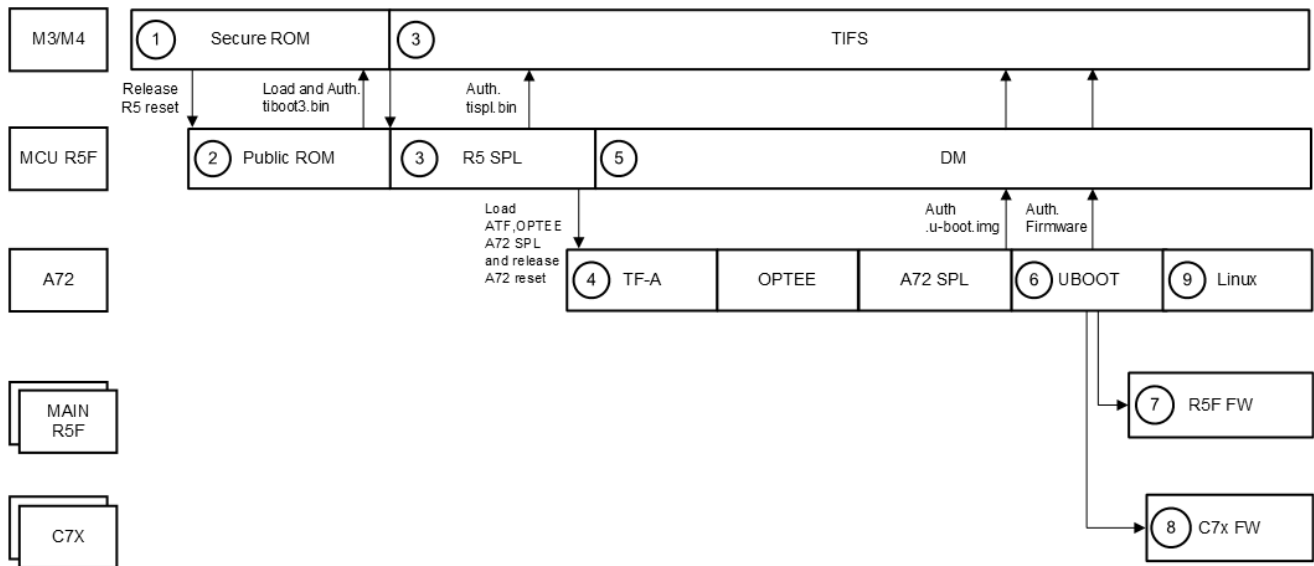 M3/M4
1
Secure ROM
3
TIFS
Release
R5 reset
Load and Auth.
tiboot3.bin
Auth.
tispl.bin
MCU R5F
2
Public ROM
3
R5 SPL
5
DM
Load
ATF,OPTEE
A72 SPL
and release
A72 reset
Auth
.u-boot.img
Auth.
Firmware
A72
4
TF-A
OPTEE
A72 SPL
6
UBOOT
9
Linux
MAIN
R5F
7
R5F FW
C7X
8
C7x FW